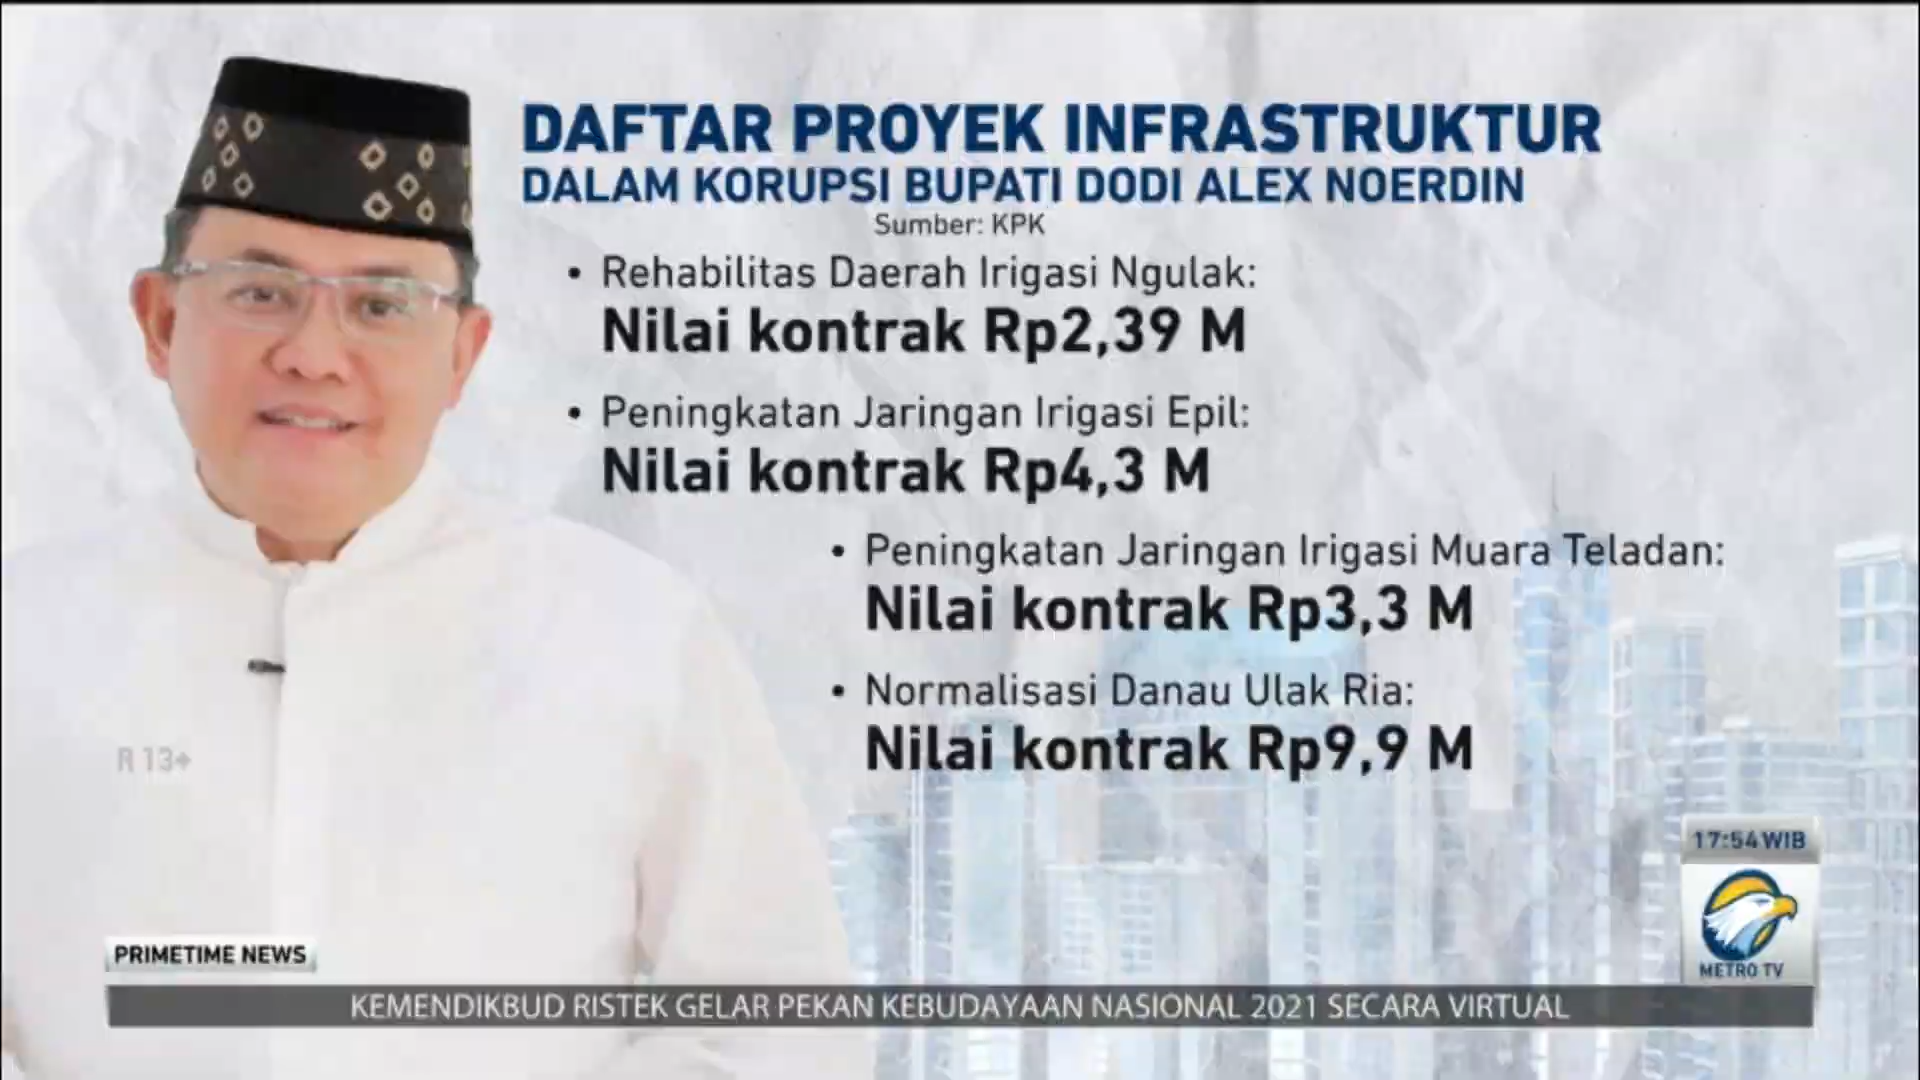 DAFTAR PROYEK INFRASTRUKTUR
DALAM KORUPSI BUPATI DODI ALEX NOERDIN
Sumber: KPK
• Rehabilitas Daerah Irigasi Ngulak:
Nilai kontrak Rp2,39 M
• Peningkatan Jaringan Irigasi Epil:
Nilai kontrak Rp4,3 M
• Peningkatan Jaringan Irigasi Muara Teladan:
Nilai kontrak Rp3,3 M
• Normalisasi Danau Ulak Ria:
Nilai kontrak Rp9,9 M
R 13+
17:54 WIB
METRO TV
PRIMETIME NEWS
KEMENDIKBUD RISTEK GELAR PEKAN KEBUDAYAAN NASIONAL 2021 SECARA VIRTUAL